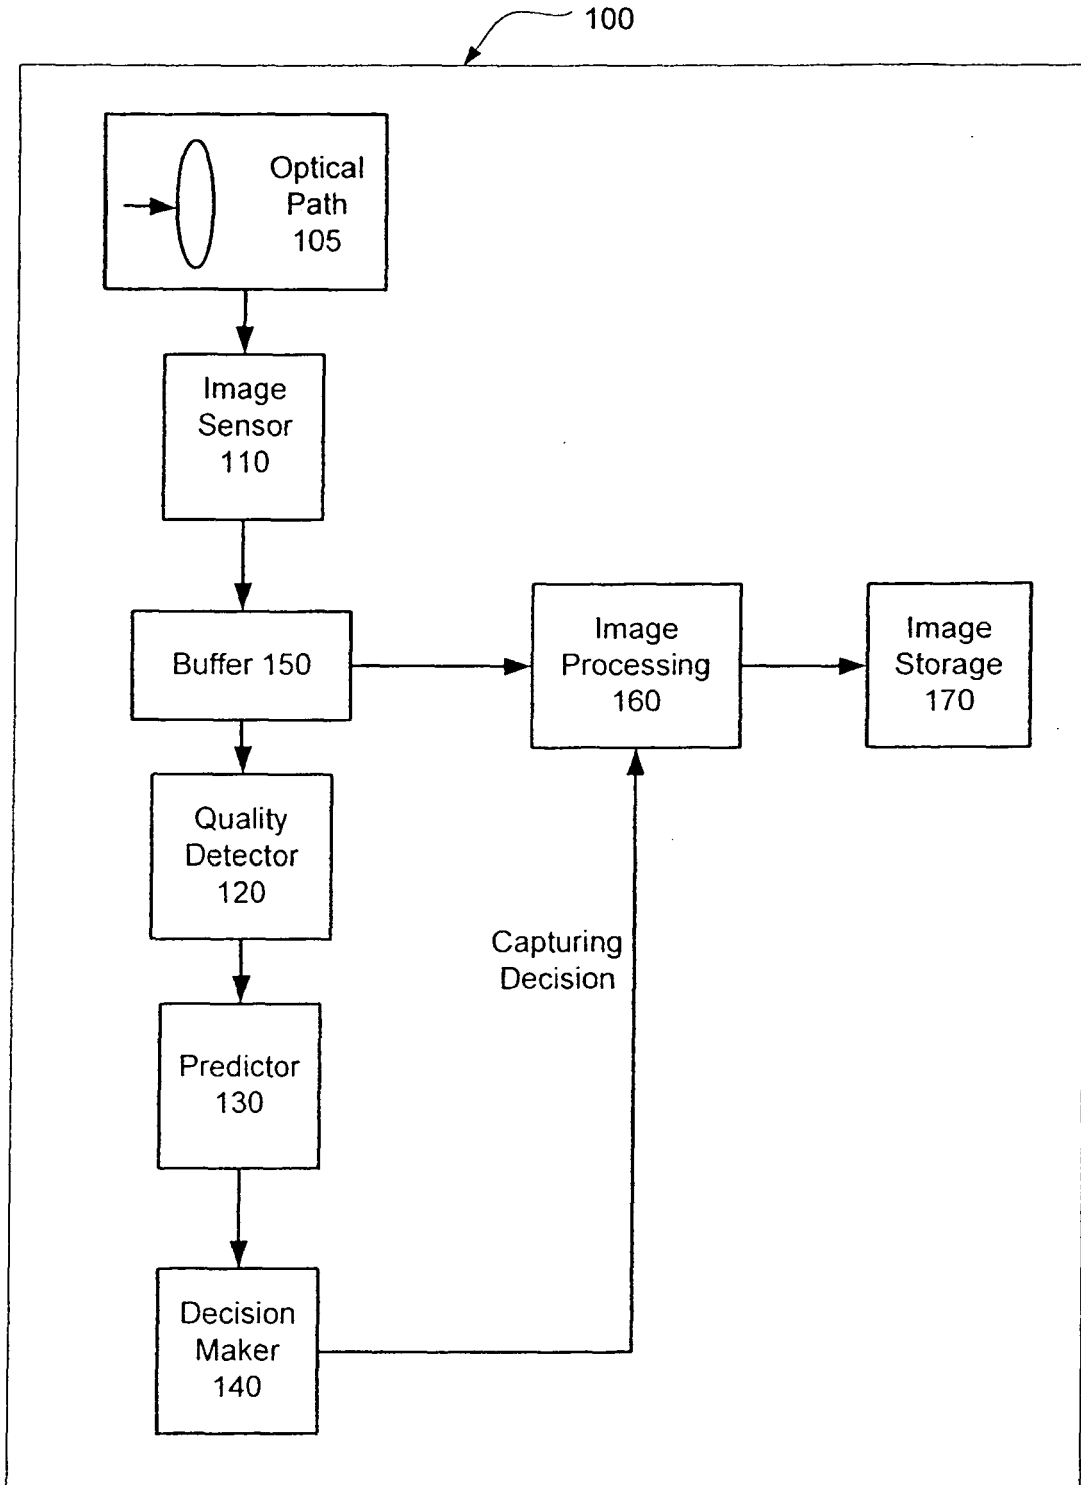 100
Optical
Path
105
Image
Sensor
110
Buffer 150
Image
Processing
160
Image
Storage
170
Quality
Detector
120
Capturing
Decision
Predictor
130
Decision
Maker
140